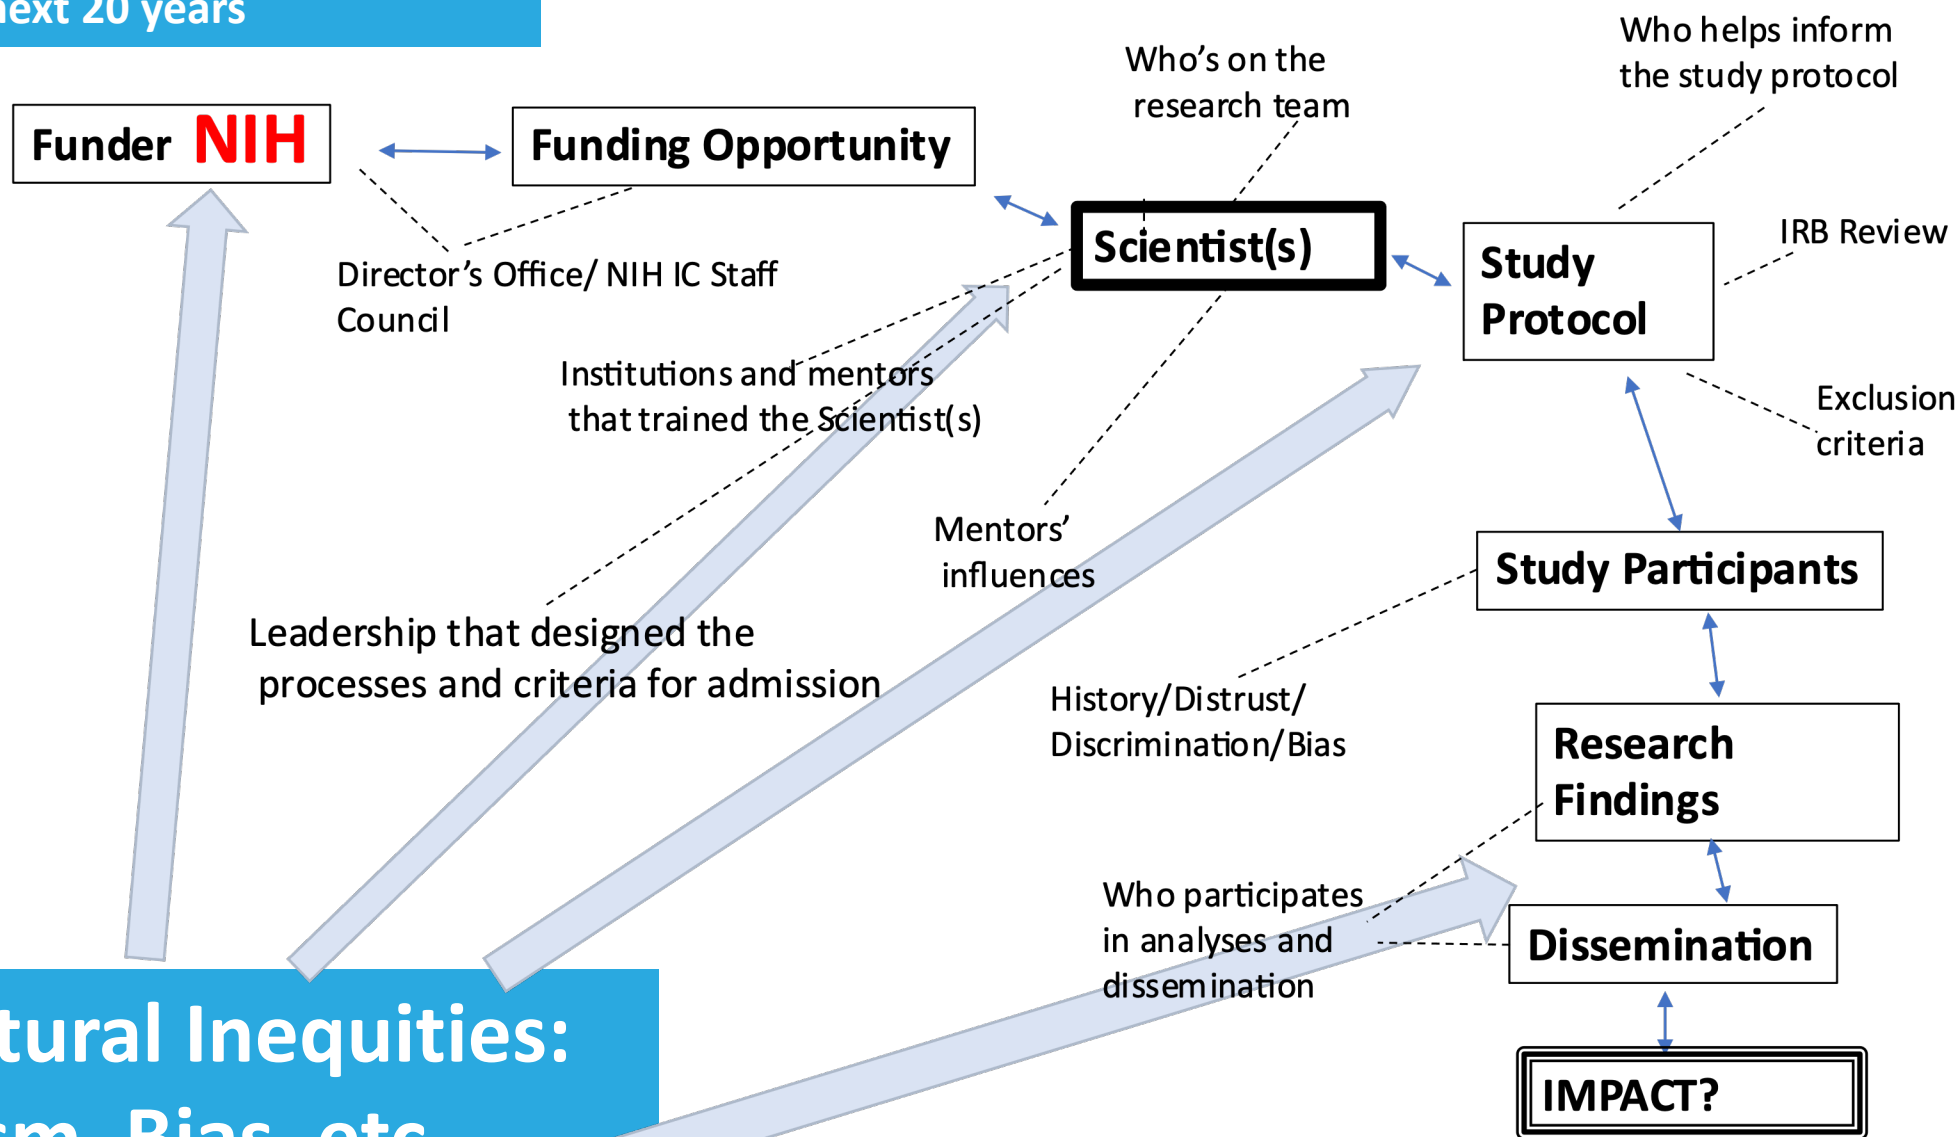 next 20 years
Funder NIH
Funding Opportunity
Who's on the
research team
Who helps inform
the study protocol
Scientist(s)
Study
Protocol
IRB Review
Director's Office/ NIH IC Staff
Council
Institutions and mentors
that trained the Scientist(s)
Exclusion
criteria
Mentors'
influences
Study Participants
Leadership that designed the
processes and criteria for admission
History/Distrust/
Discrimination/Bias
Research
Findings
Who participates
in analyses and
dissemination
Dissemination
tural Inequities:
sm, Bias, etc
IMPACT?